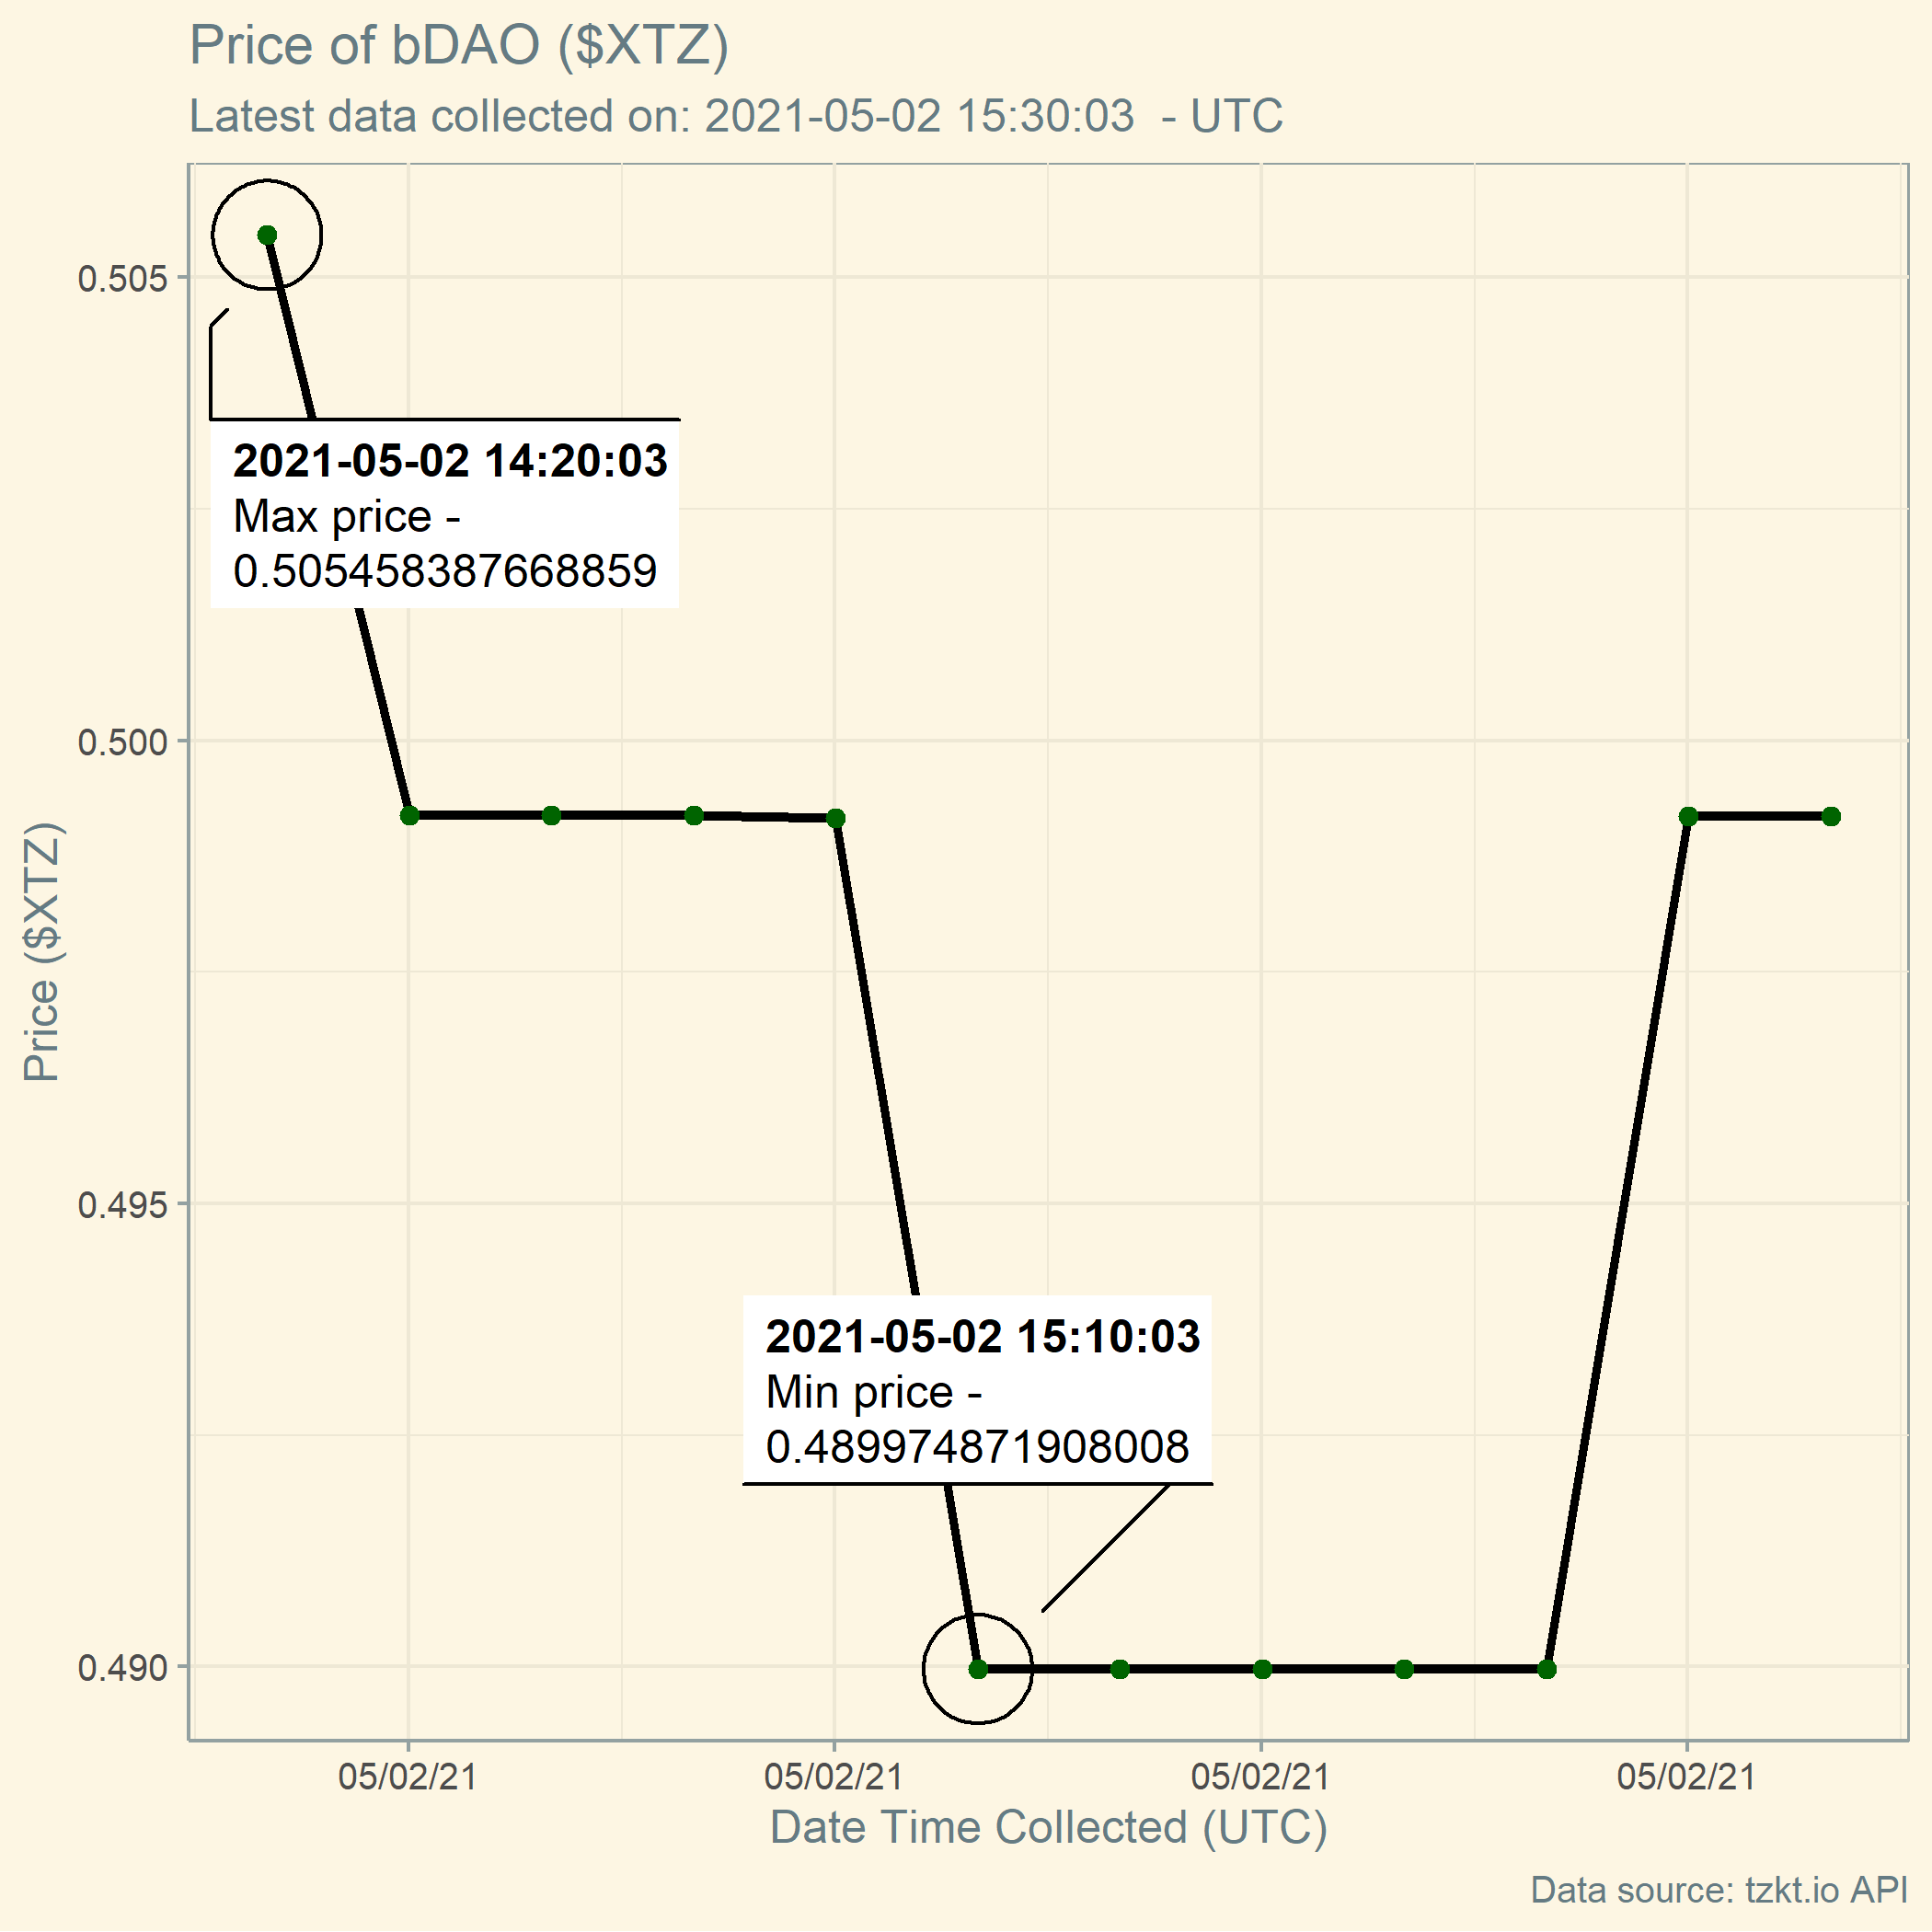 Price of bDAO ($XTZ)
Latest data collected on: 2021-05-02 15:30:03  - UTC
0.505
2021-05-02 14:20:03
Max price -
0.505458387668859
0.500
Price ($XTZ)
0.495
2021-05-02 15:10:03
Min price -
0.489974871908008
0.490
05/02/21 05/02/21 05/02/21 05/02/21
Date Time Collected (UTC)
Data source: tzkt.io API